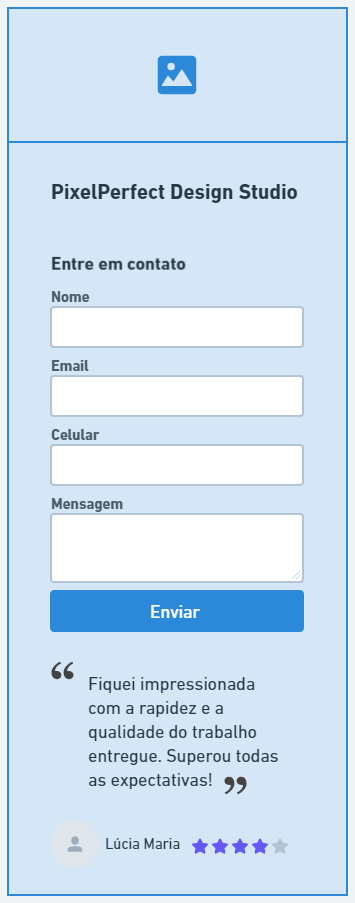 PixelPerfect Design Studio
Entre em contato
Nome
Email
Celular
Mensagem
Enviar
“ Fiquei impressionada
com a rapidez e a
qualidade do trabalho
entregue. Superou todas
as expectativas! ”
Lúcia Maria